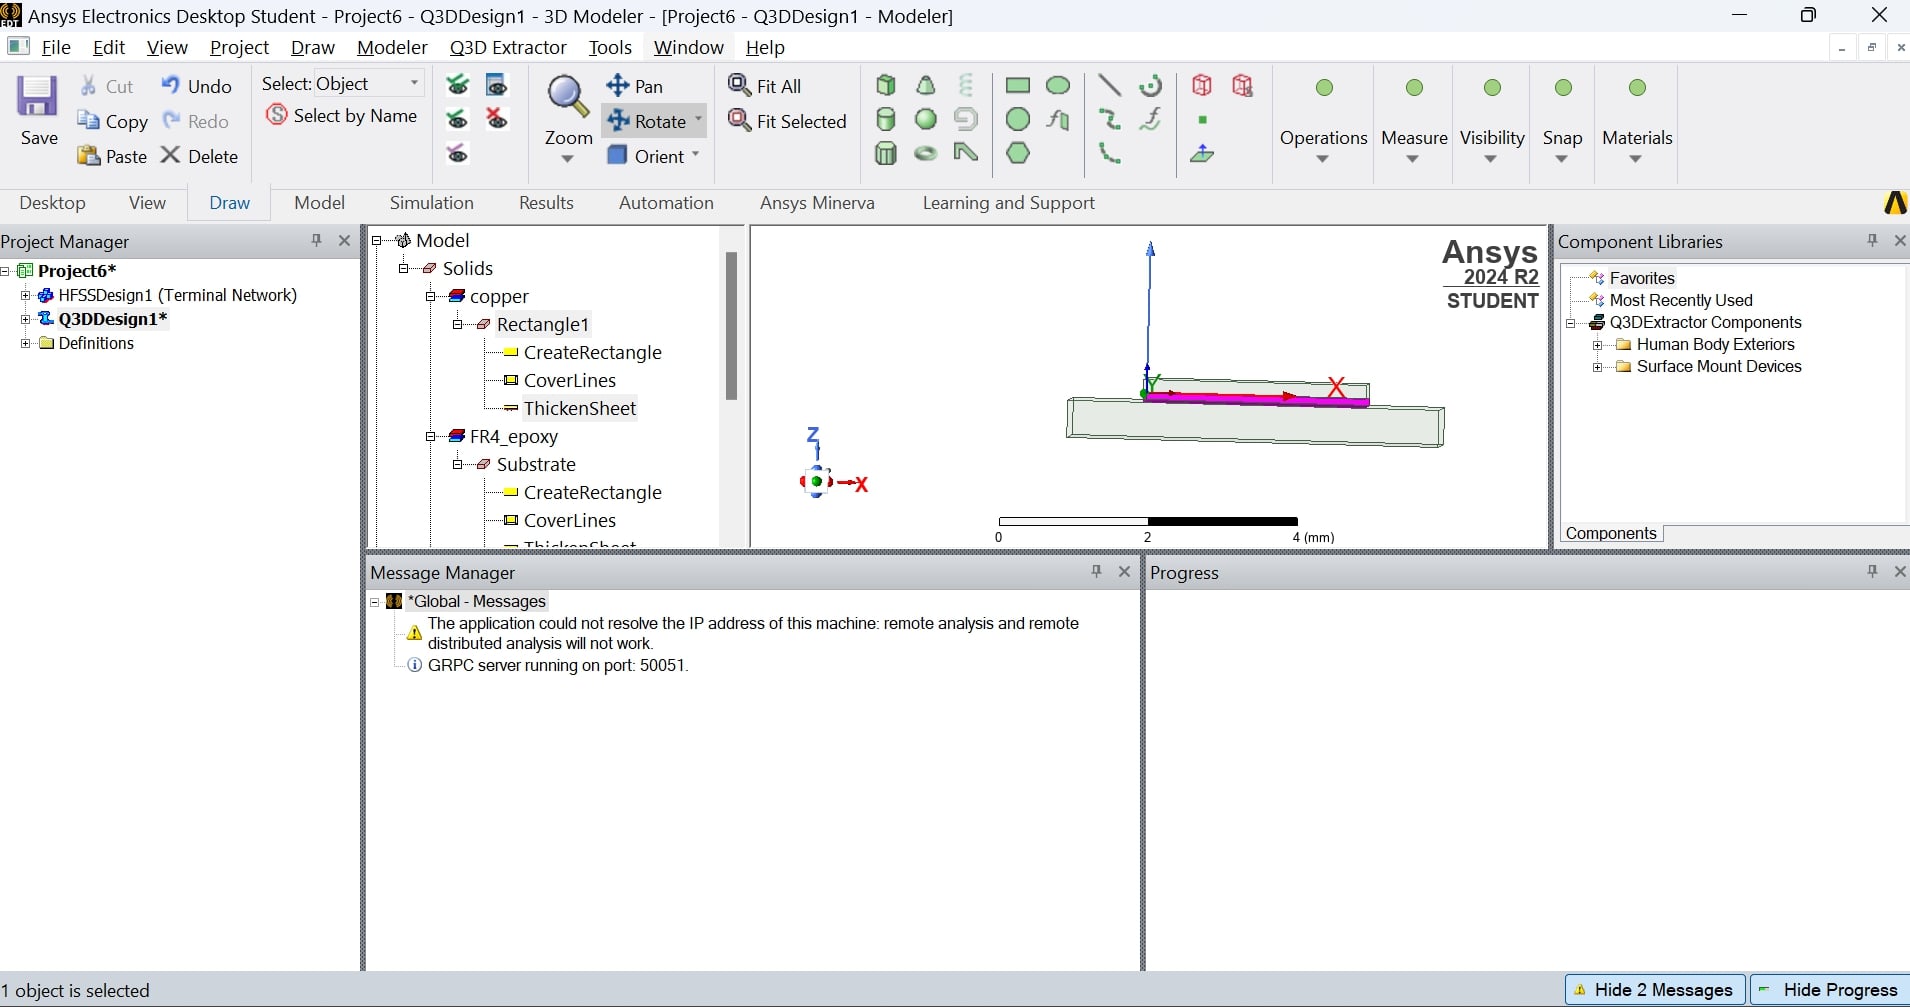 Ansys Electronics Desktop Student - Project6 - Q3DDesign1 - 3D Modeler - [Project6 - Q3DDesign1 - Modeler]
File Edit View Project Draw Modeler Q3D Extractor Tools Window Help
Save
Cut
Copy
Paste
Undo
Redo
Delete
Select: Object
Select by Name
Zoom
Pan
Rotate
Orient
Fit All
Fit Selected
Operations
Measure
Visibility
Snap
Materials
Desktop View Draw Model Simulation Results Automation Ansys Minerva Learning and Support
Project Manager
Project6*
HFSSDesign1 (Terminal Network)
Q3DDesign1*
Definitions
Model
Solids
copper
Rectangle1
CreateRectangle
CoverLines
ThickenSheet
FR4_epoxy
Substrate
CreateRectangle
CoverLines
ThickenSheet
Ansys
2024 R2
STUDENT
Y
X
Z
X
0 2 4 (mm)
Component Libraries
Favorites
Most Recently Used
Q3DExtractor Components
Human Body Exteriors
Surface Mount Devices
Components
Message Manager
*Global - Messages
The application could not resolve the IP address of this machine: remote analysis and remote
distributed analysis will not work.
GRPC server running on port: 50051.
Progress
1 object is selected
Hide 2 Messages
Hide Progress